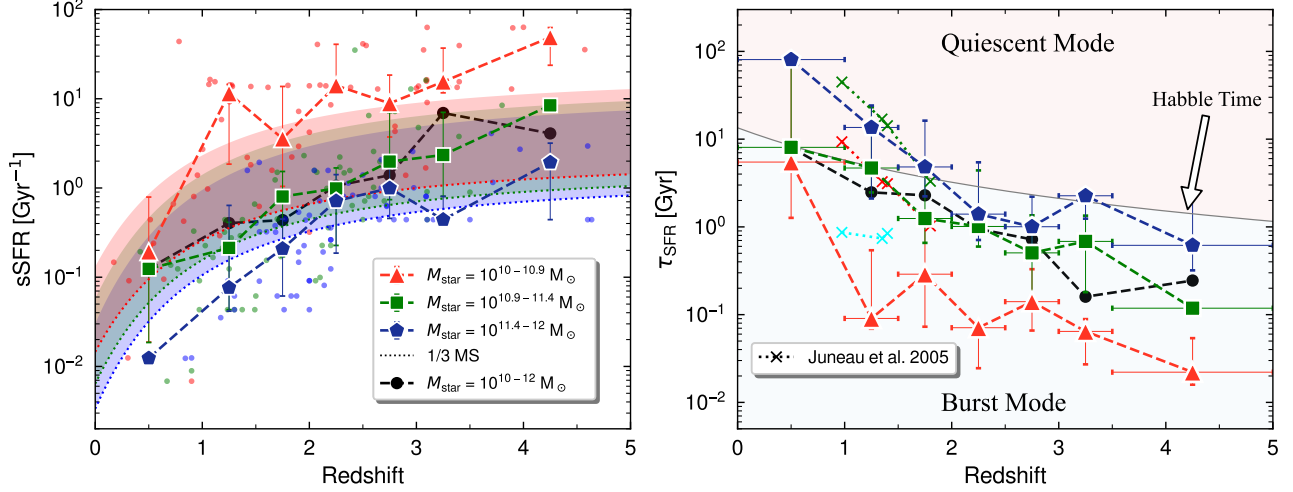 10²
10¹
10⁰
10⁻¹
10⁻²
sSFR [Gyr⁻¹]
M_star = 10^{10 − 10.9} M_⊙
M_star = 10^{10.9 − 11.4} M_⊙
M_star = 10^{11.4 − 12} M_⊙
1/3 MS
M_star = 10^{10 − 12} M_⊙
0 1 2 3 4 5
Redshift
Quiescent Mode
Habble Time
10²
10¹
10⁰
10⁻¹
10⁻²
τ_SFR [Gyr]
Juneau et al. 2005
Burst Mode
0 1 2 3 4 5
Redshift